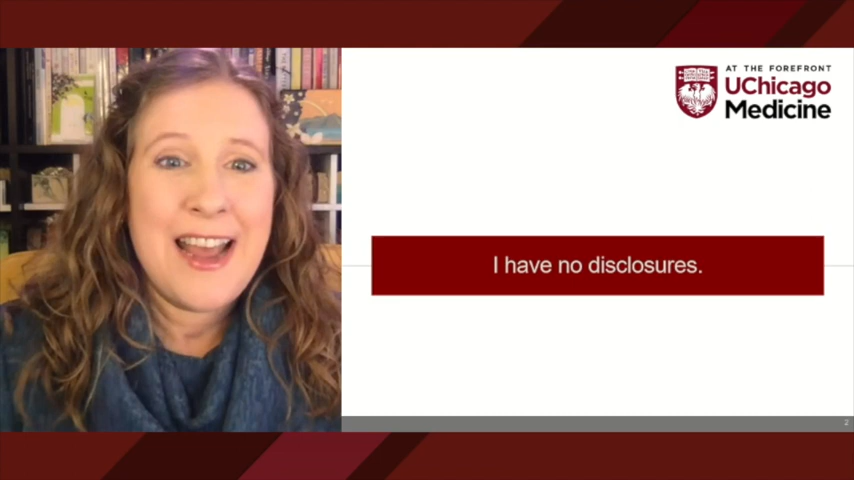 AT THE FOREFRONT
UChicago
Medicine
I have no disclosures.
2